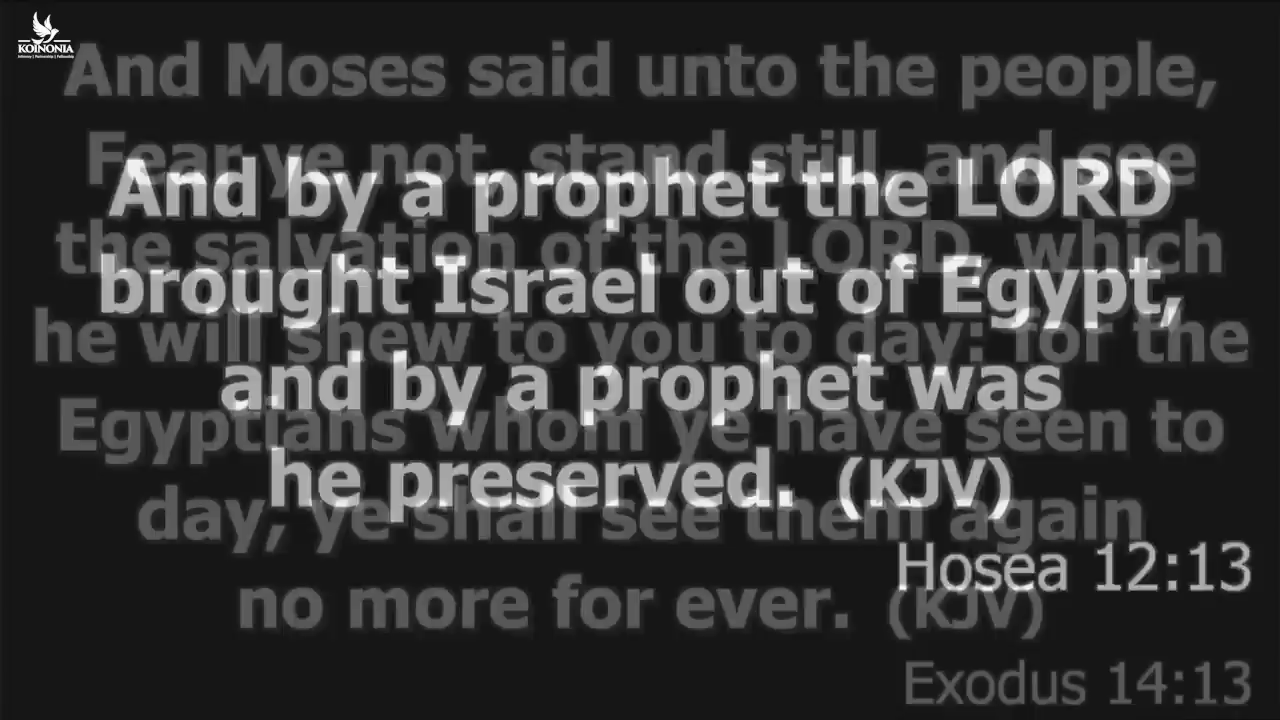 KOINONIA
And Moses said unto the people,
Fear ye not, stand still, and see
the salvation of the LORD, which
he will shew to you to day: for the
Egyptians whom ye have seen to
day, ye shall see them again
no more for ever. (KJV)
Exodus 14:13
And by a prophet the LORD
brought Israel out of Egypt,
and by a prophet was
he preserved. (KJV)
Hosea 12:13